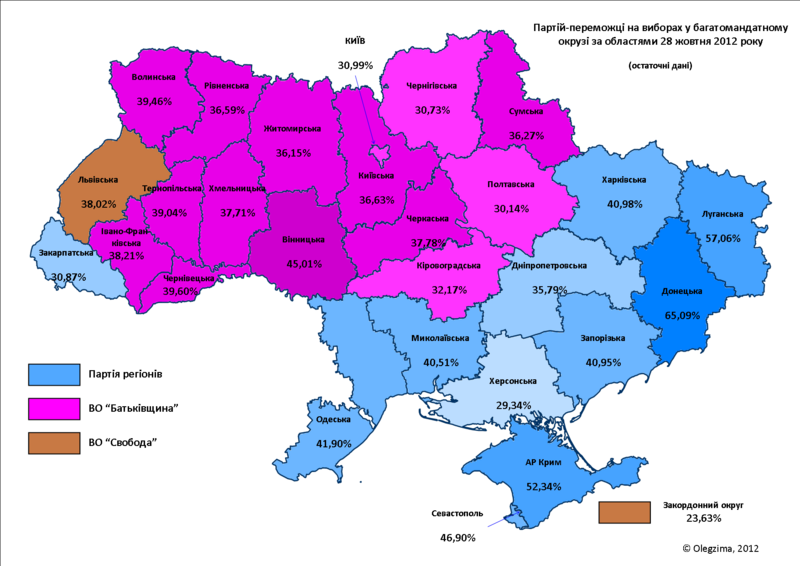 Партій-переможці на виборах у багатомандатному
окрузі за областями 28 жовтня 2012 року
(остаточні дані)
КИЇВ
30,99%
Волинська
39,46%
Рівненська
36,59%
Житомирська
36,15%
Чернігівська
30,73%
Сумська
36,27%
Львівська
38,02%
Тернопільська
39,04%
Хмельницька
37,71%
Київська
36,63%
Полтавська
30,14%
Харківська
40,98%
Луганська
57,06%
Івано-Фран
ківська
38,21%
Закарпатська
30,87%
Чернівецька
39,60%
Вінницька
45,01%
Черкаська
37,78%
Кіровоградська
32,17%
Дніпропетровська
35,79%
Донецька
65,09%
Миколаївська
40,51%
Запорізька
40,95%
Херсонська
29,34%
Одеська
41,90%
АР Крим
52,34%
Севастополь
46,90%
Партія регіонів
ВО “Батьківщина”
ВО “Свобода”
Закордонний округ
23,63%
© Olegzima, 2012